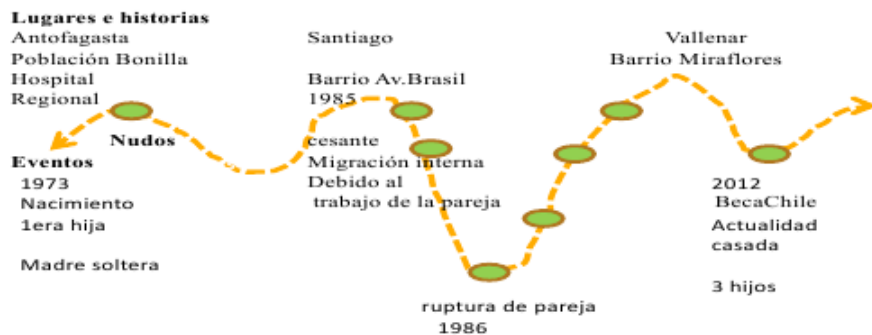 Lugares e historias
Antofagasta
Población Bonilla
Hospital
Regional
Nudos
Eventos
1973
Nacimiento
1era hija
Madre soltera
Santiago
Barrio Av.Brasil
1985
cesante
Migración interna
Debido al
trabajo de la pareja
ruptura de pareja
1986
Vallenar
Barrio Miraflores
2012
BecaChile
Actualidad
casada
3 hijos